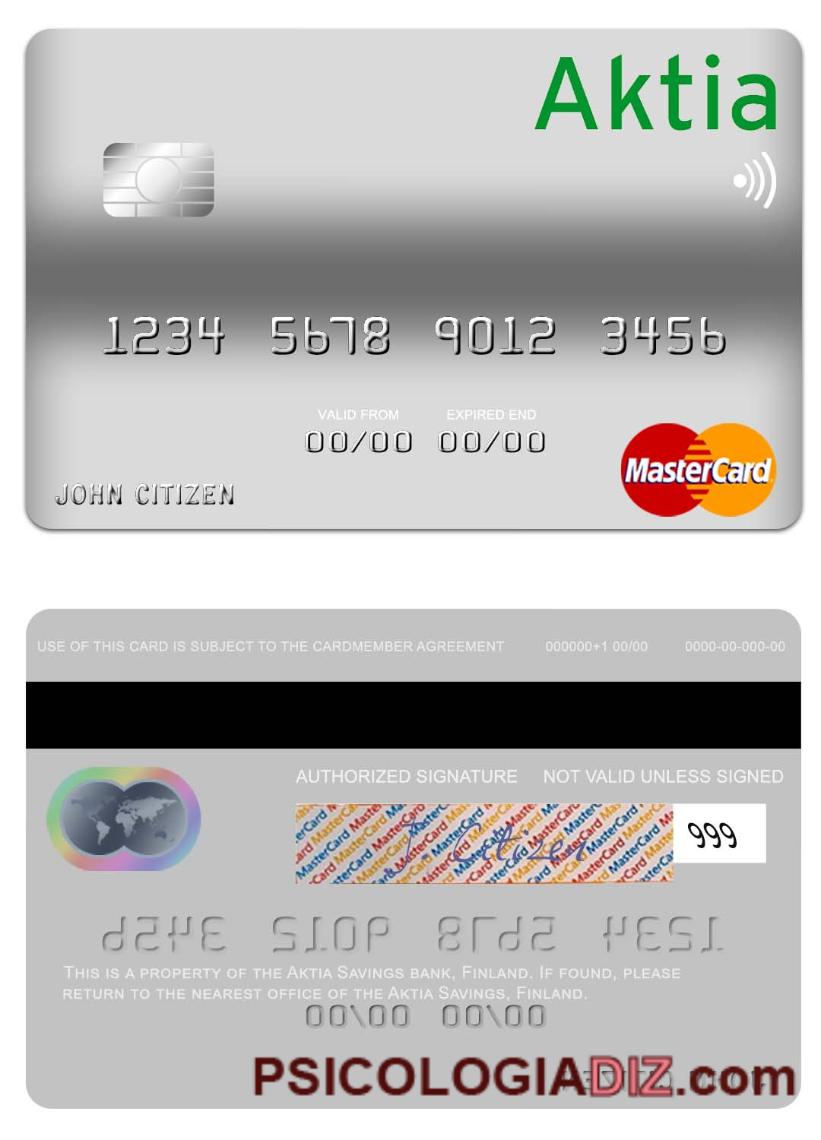 Aktia
1234 5678 9012 3456
VALID FROM EXPIRED END
00/00 00/00
MasterCard
JOHN CITIZEN
USE OF THIS CARD IS SUBJECT TO THE CARDMEMBER AGREEMENT 000000+1 00/00 0000-00-000-00
AUTHORIZED SIGNATURE NOT VALID UNLESS SIGNED
J. Citizen 999
THIS IS A PROPERTY OF THE AKTIA SAVINGS BANK, FINLAND. IF FOUND, PLEASE
RETURN TO THE NEAREST OFFICE OF THE AKTIA SAVINGS, FINLAND.
00\00 00\00
PSICOLOGIADIZ.com